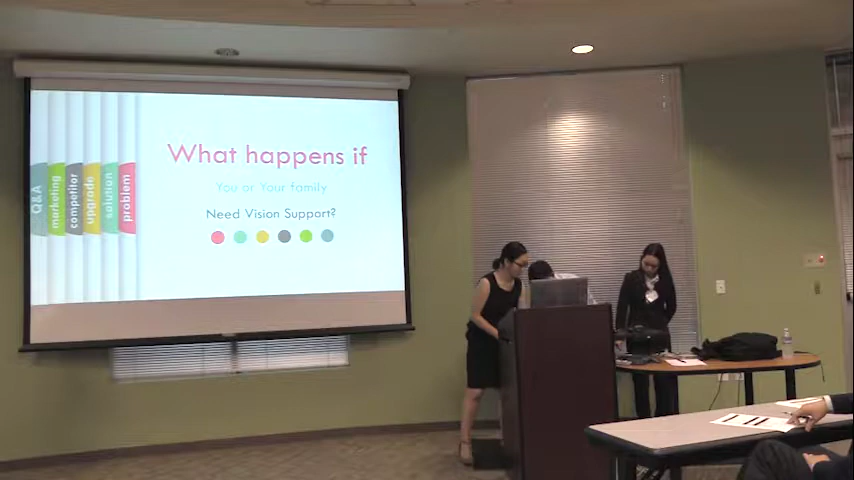 What happens if
You or Your family
Need Vision Support?
Q&A
marketing
competitor
upgrade
solution
problem